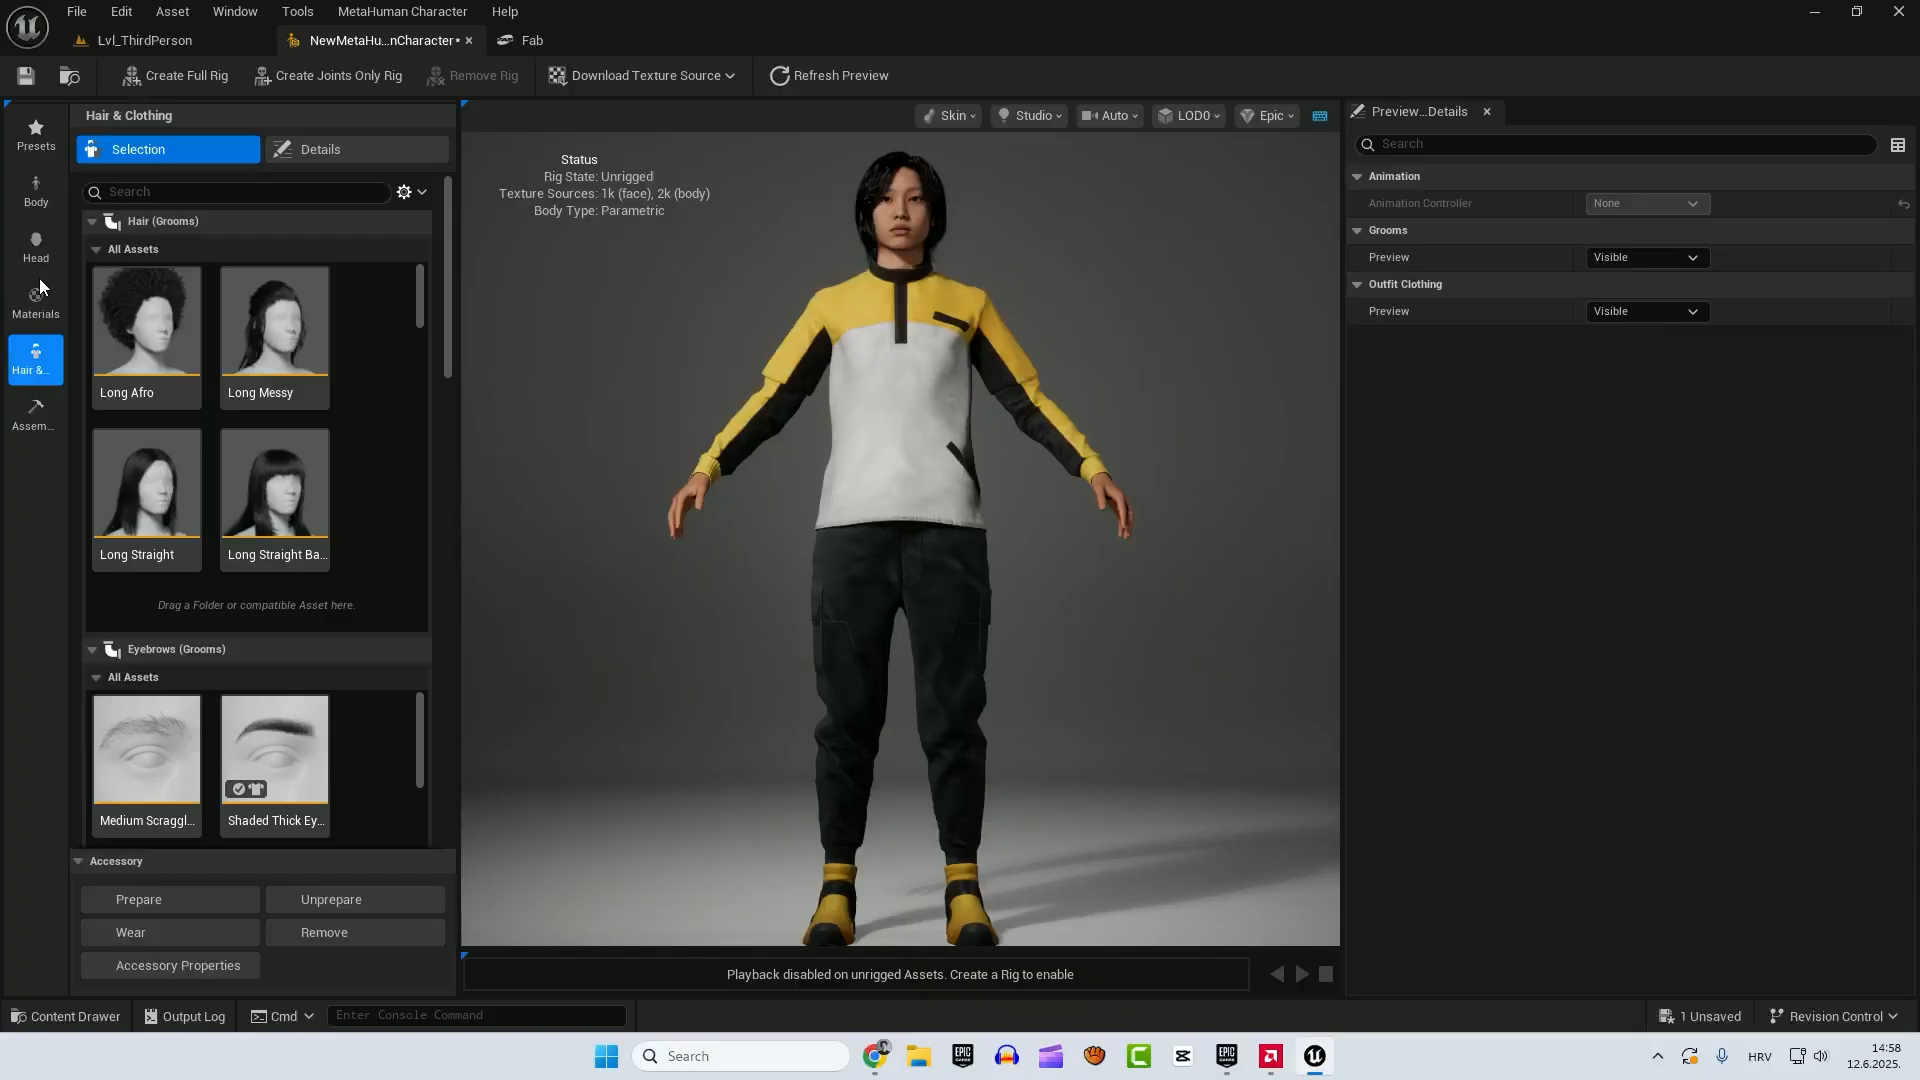 File Edit Asset Window Tools MetaHuman Character Help
Lvl_ThirdPerson
NewMetaHu...nCharacter•
Fab
Create Full Rig
Create Joints Only Rig
Remove Rig
Download Texture Source
Refresh Preview
Presets
Body
Head
Materials
Hair &...
Assem...
Hair & Clothing
Selection
Details
Search
Hair (Grooms)
All Assets
Long Afro
Long Messy
Long Straight
Long Straight Ba...
Drag a Folder or compatible Asset here.
Eyebrows (Grooms)
All Assets
Medium Scraggl...
Shaded Thick Ey...
Accessory
Prepare
Unprepare
Wear
Remove
Accessory Properties
Skin
Studio
Auto
LOD0
Epic
Status
Rig State: Unrigged
Texture Sources: 1k (face), 2k (body)
Body Type: Parametric
Playback disabled on unrigged Assets. Create a Rig to enable
Preview...Details
Search
Animation
Animation Controller
None
Grooms
Preview
Visible
Outfit Clothing
Preview
Visible
Content Drawer
Output Log
Cmd
Enter Console Command
1 Unsaved
Revision Control
Search
EPIC GAMES
EPIC GAMES
HRV
14:58
12.6.2025.